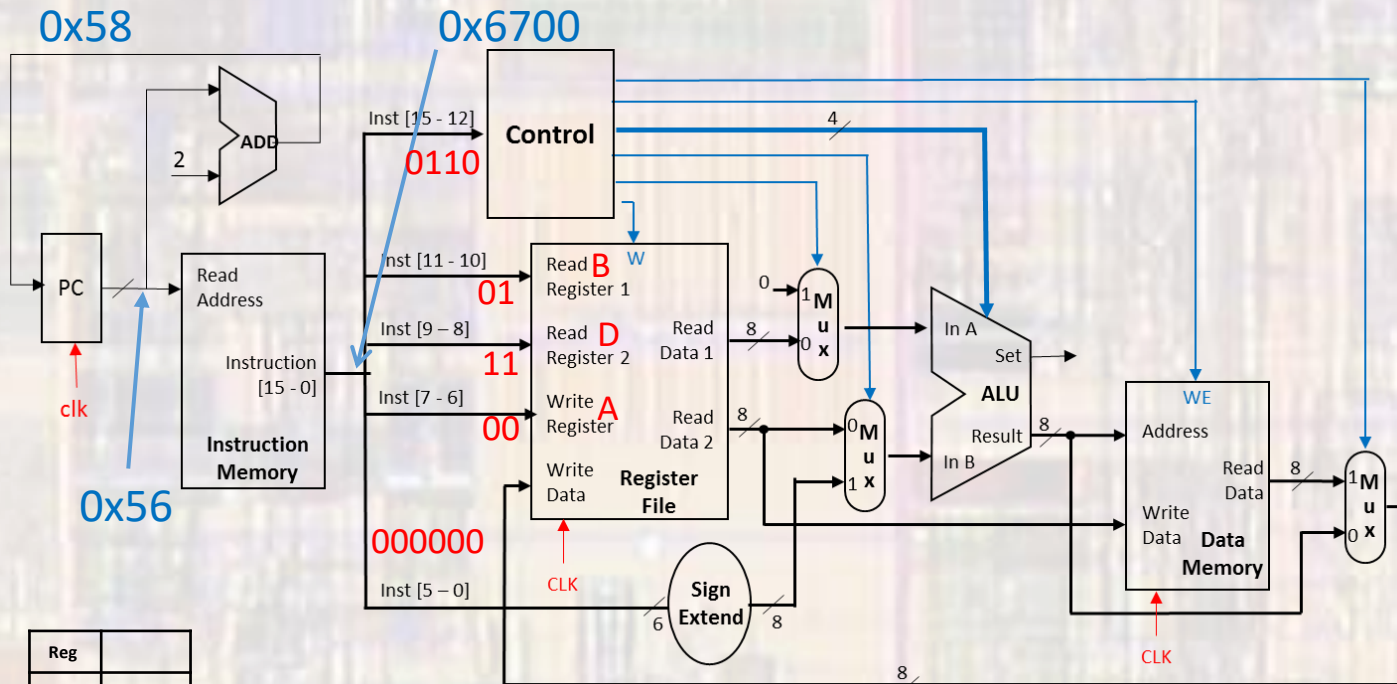 0x58
0x6700
ADD
2
Inst [15 - 12]
0110
Control
4
PC
clk
0x56
Read
Address
Instruction
[15 - 0]
Instruction
Memory
Inst [11 - 10]
01
Inst [9 – 8]
11
Inst [7 - 6]
00
000000
Inst [5 – 0]
6
W
Read B
Register 1
Read D
Register 2
Write A
Register
Write
Data
Read
Data 1
8
Read
Data 2
8
Register
File
CLK
Sign
Extend
8
0
1
M
u
x
0
0
M
u
x
1
In A
Set
ALU
Result
In B
8
WE
Address
Read
Data
8
Write
Data
Data
Memory
CLK
1
M
u
x
0
8
Reg